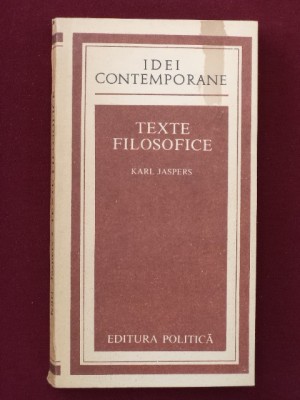 IDEI
CONTEMPORANE
TEXTE
FILOSOFICE
KARL JASPERS
EDITURA POLITICĂ